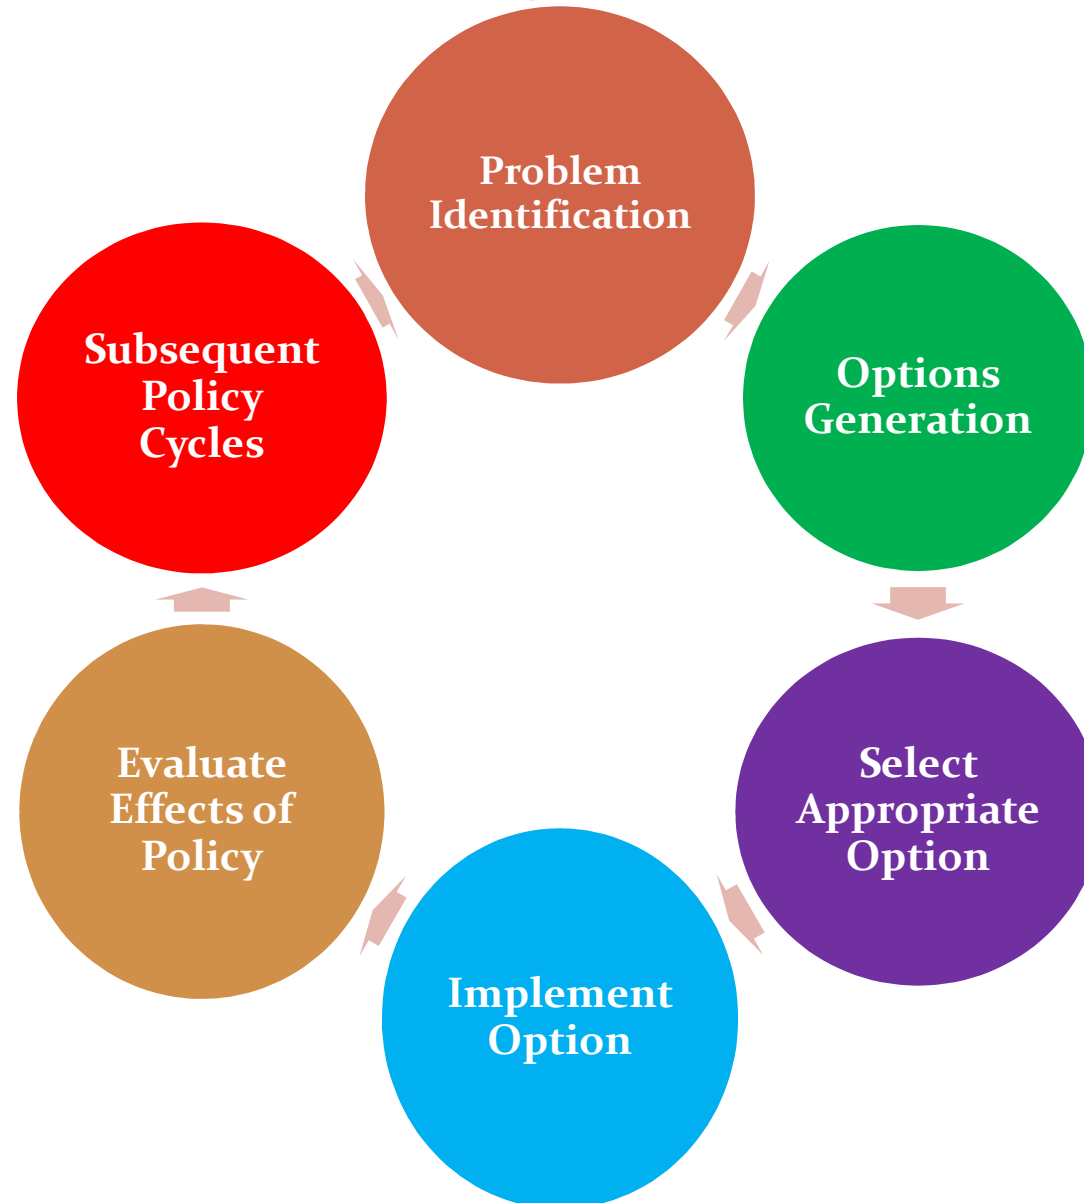 Problem
Identification
Options
Generation
Select
Appropriate
Option
Implement
Option
Evaluate
Effects of
Policy
Subsequent
Policy
Cycles